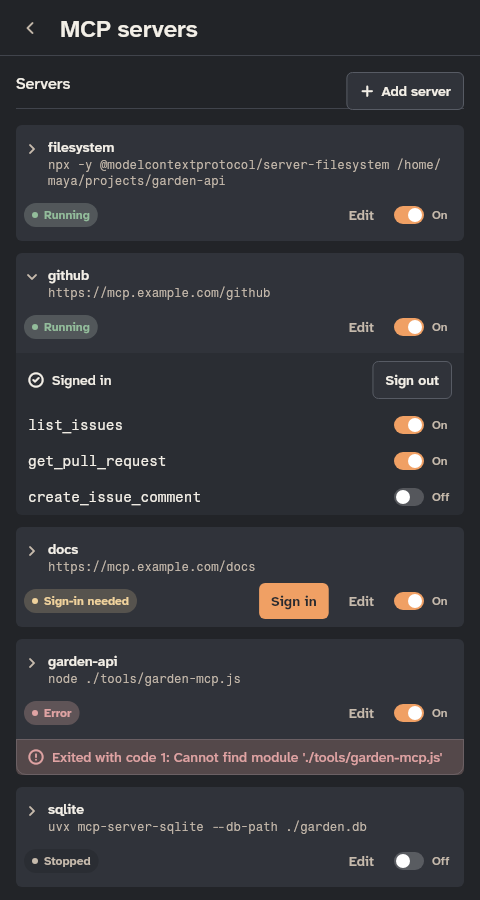 MCP servers
Servers
Add server
filesystem
npx -y @modelcontextprotocol/server-filesystem /home/
maya/projects/garden-api
Running
Edit
On
github
https://mcp.example.com/github
Running
Edit
On
Signed in
Sign out
list_issues
On
get_pull_request
On
create_issue_comment
Off
docs
https://mcp.example.com/docs
Sign-in needed
Sign in
Edit
On
garden-api
node ./tools/garden-mcp.js
Error
Edit
On
Exited with code 1: Cannot find module './tools/garden-mcp.js'
sqlite
uvx mcp-server-sqlite --db-path ./garden.db
Stopped
Edit
Off